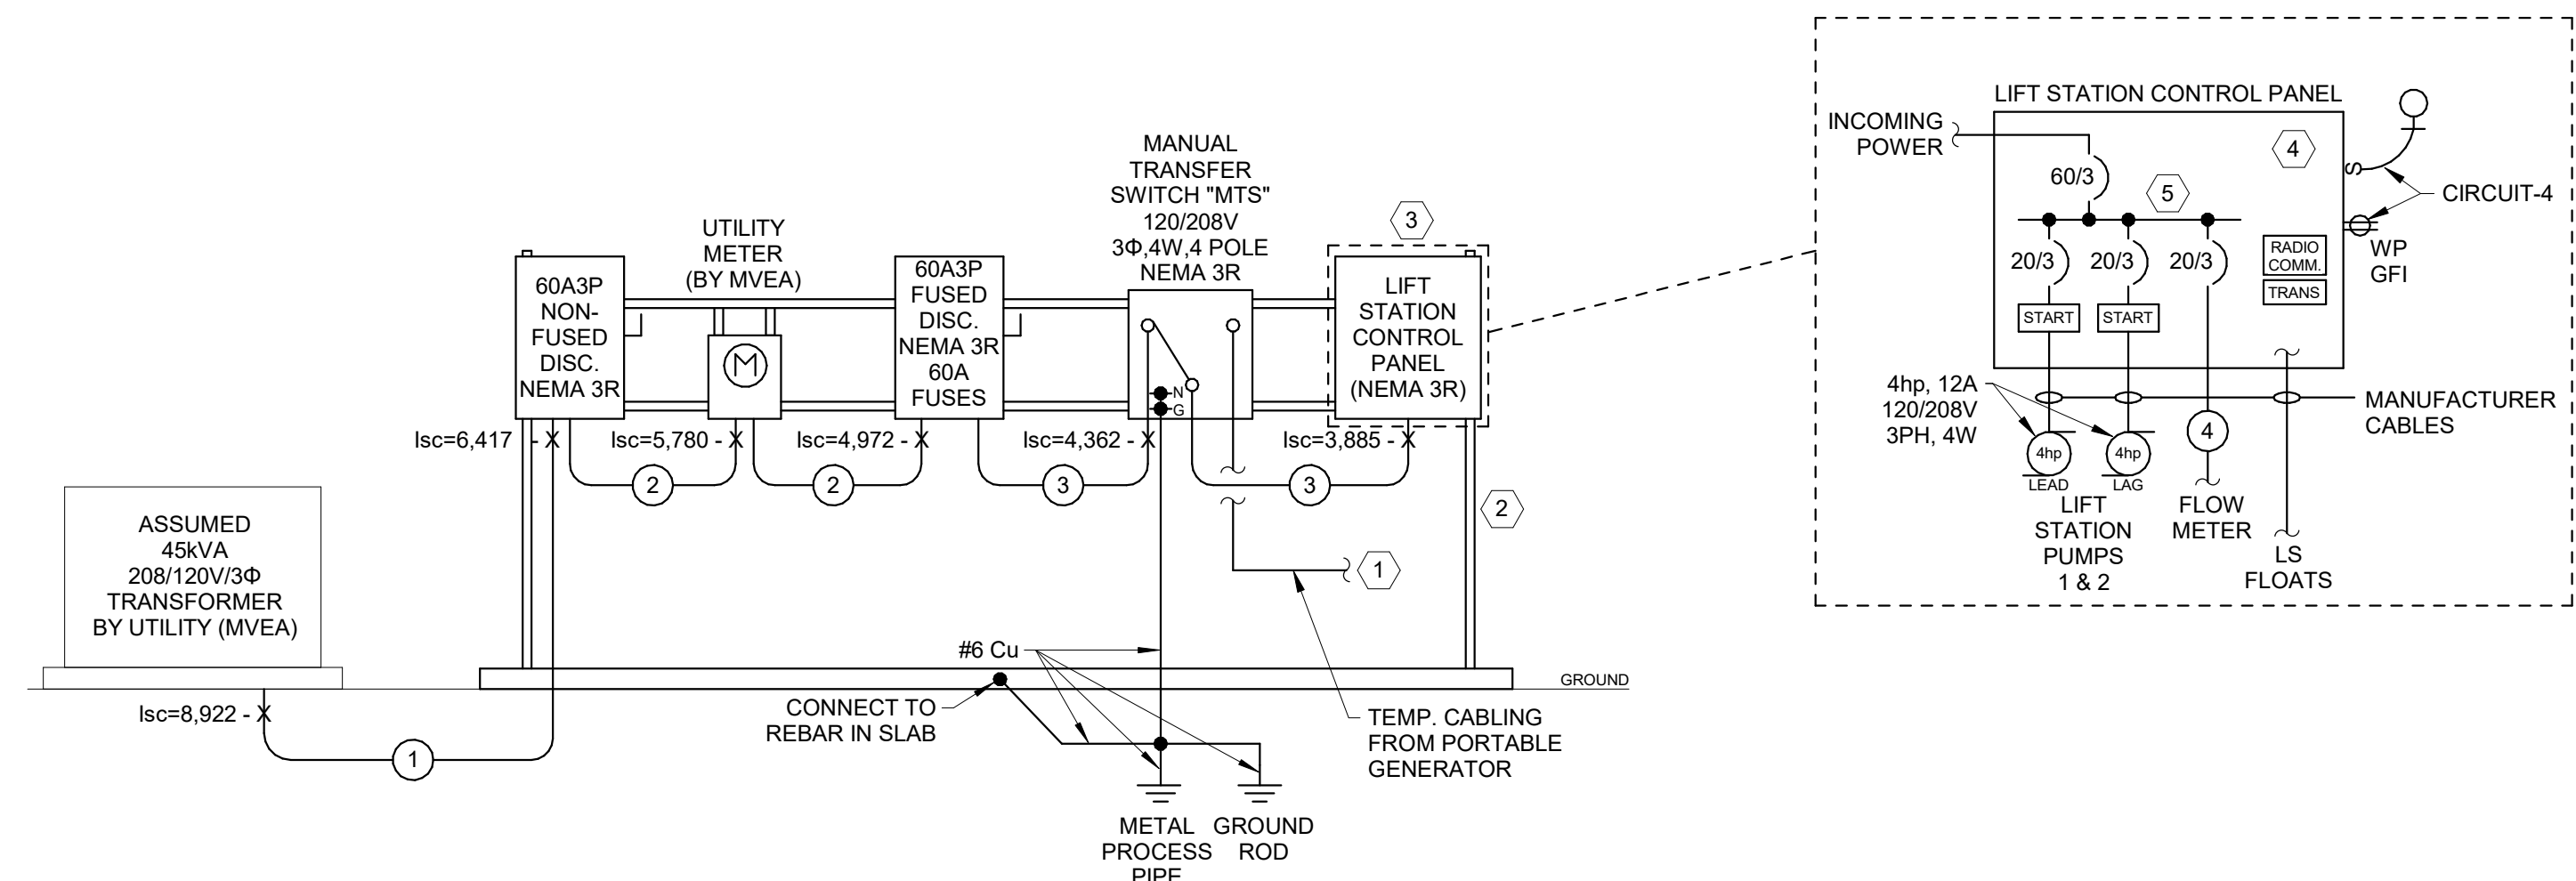 ASSUMED
45kVA
208/120V/3Φ
TRANSFORMER
BY UTILITY (MVEA)
Isc=8,922 - X
1
60A3P
NON-
FUSED
DISC.
NEMA 3R
Isc=6,417 - X
2
UTILITY
METER
(BY MVEA)
M
Isc=5,780 - X
2
60A3P
FUSED
DISC.
NEMA 3R
60A
FUSES
Isc=4,972 - X
3
MANUAL
TRANSFER
SWITCH "MTS"
120/208V
3Φ,4W,4 POLE
NEMA 3R
N
G
Isc=4,362 - X
3
3
LIFT
STATION
CONTROL
PANEL
(NEMA 3R)
Isc=3,885 - X
2
1
#6 Cu
CONNECT TO
REBAR IN SLAB
TEMP. CABLING
FROM PORTABLE
GENERATOR
GROUND
METAL
PROCESS
PIPE
GROUND
ROD
LIFT STATION CONTROL PANEL
INCOMING
POWER
60/3
5
4
S
CIRCUIT-4
WP
GFI
20/3
20/3
20/3
RADIO
COMM.
TRANS
START
START
4hp, 12A
120/208V
3PH, 4W
MANUFACTURER
CABLES
4hp
LEAD
4hp
LAG
4
LIFT
STATION
PUMPS
1 & 2
FLOW
METER
LS
FLOATS